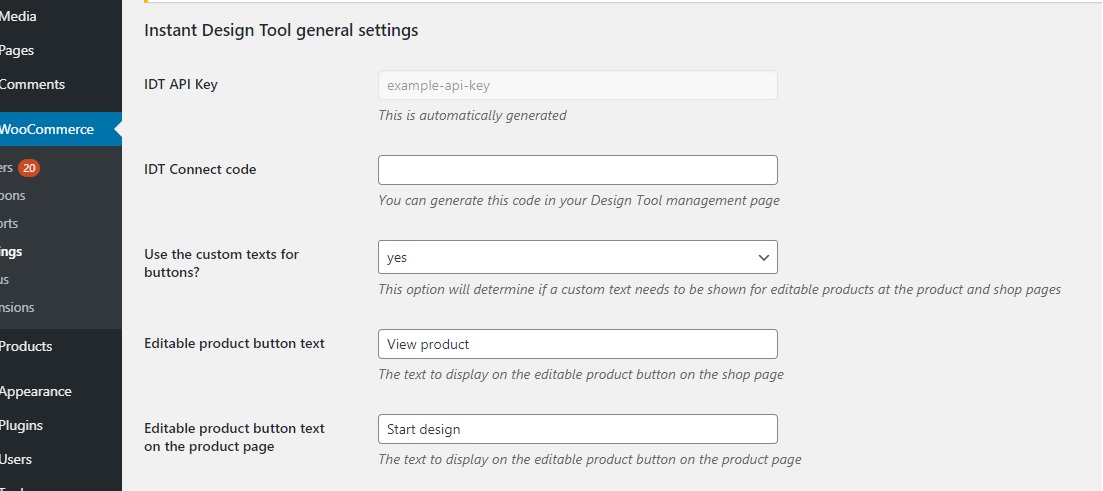 Media
Pages
Comments
WooCommerce
ers 20
pons
orts
ings
us
nsions
Products
Appearance
Plugins
Users
Instant Design Tool general settings
IDT API Key
example-api-key
This is automatically generated
IDT Connect code
You can generate this code in your Design Tool management page
Use the custom texts for
buttons?
yes
This option will determine if a custom text needs to be shown for editable products at the product and shop pages
Editable product button text
View product
The text to display on the editable product button on the shop page
Editable product button text
on the product page
Start design
The text to display on the editable product button on the product page